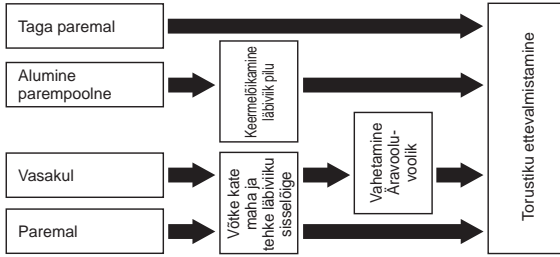 Taga paremal
Alumine
parempoolne
Keermelõikamine
läbiviik pilu
Vasakul
Paremal
Võtke kate
maha ja
tehke läbiviiku
sisselõige
Vahetamine
Äravoolu-
voolik
Torustiku ettevalmistamine